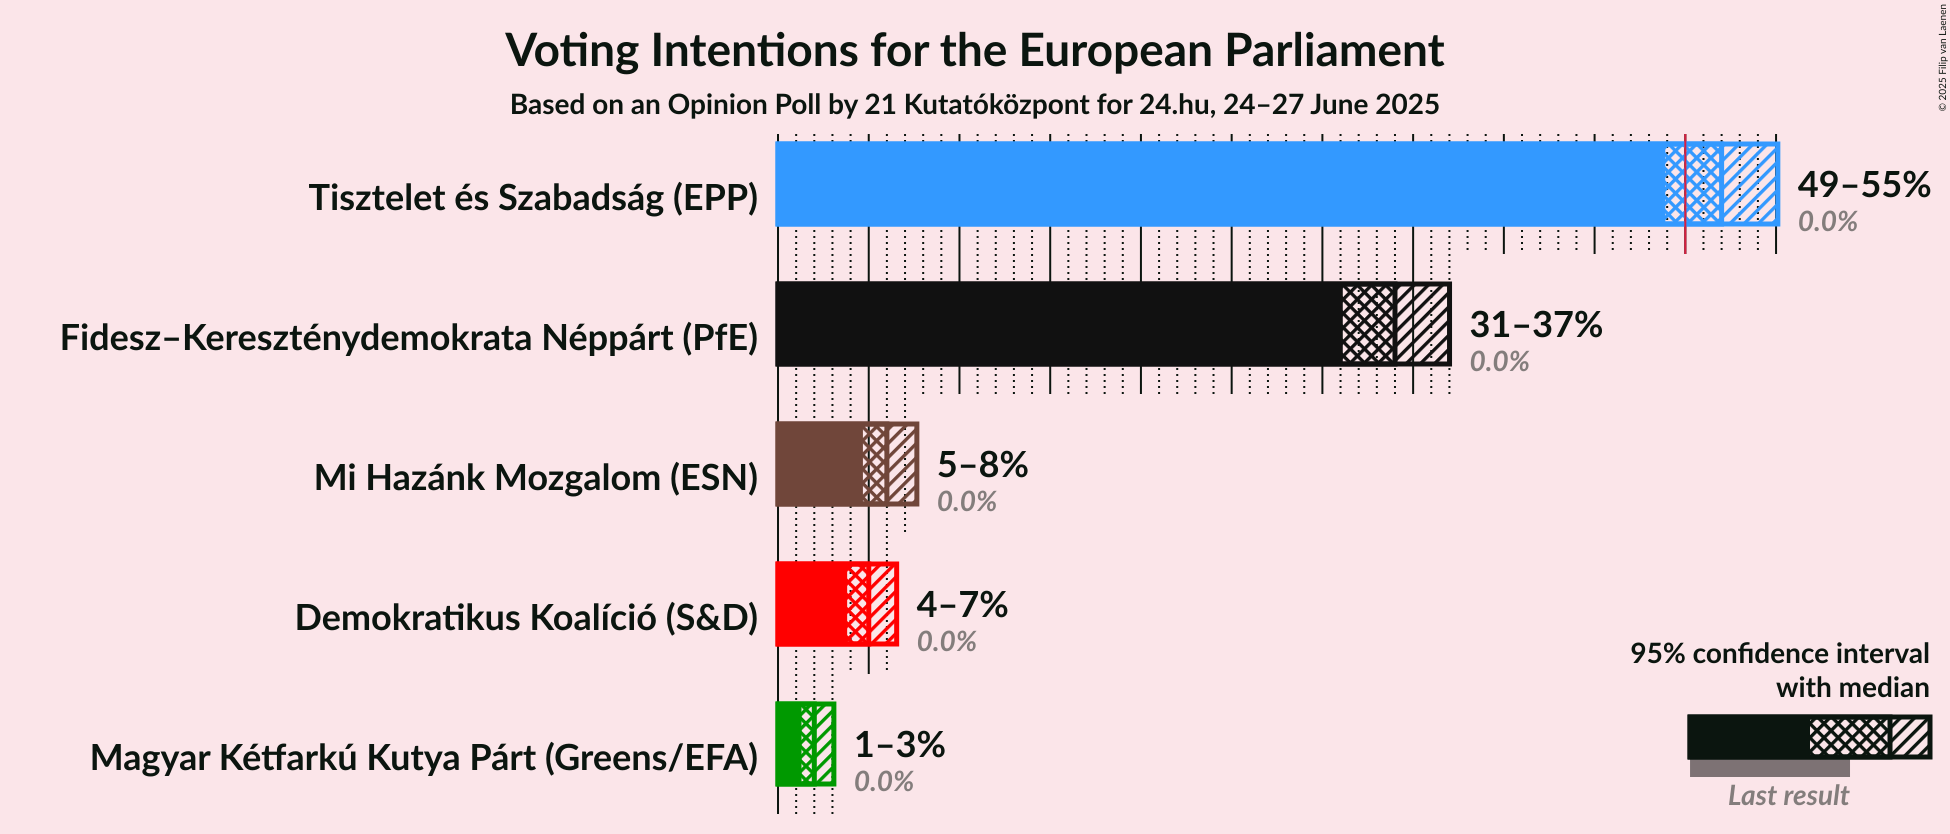 Voting Intentions for the European Parliament
Based on an Opinion Poll by 21 Kutatóközpont for 24.hu, 24–27 June 2025
© 2025 Filip van Laenen
Tisztelet és Szabadság (EPP)
49–55%
0.0%
Fidesz–Kereszténydemokrata Néppárt (PfE)
31–37%
0.0%
Mi Hazánk Mozgalom (ESN)
5–8%
0.0%
Demokratikus Koalíció (S&D)
4–7%
0.0%
Magyar Kétfarkú Kutya Párt (Greens/EFA)
1–3%
0.0%
95% confidence interval
with median
Last result